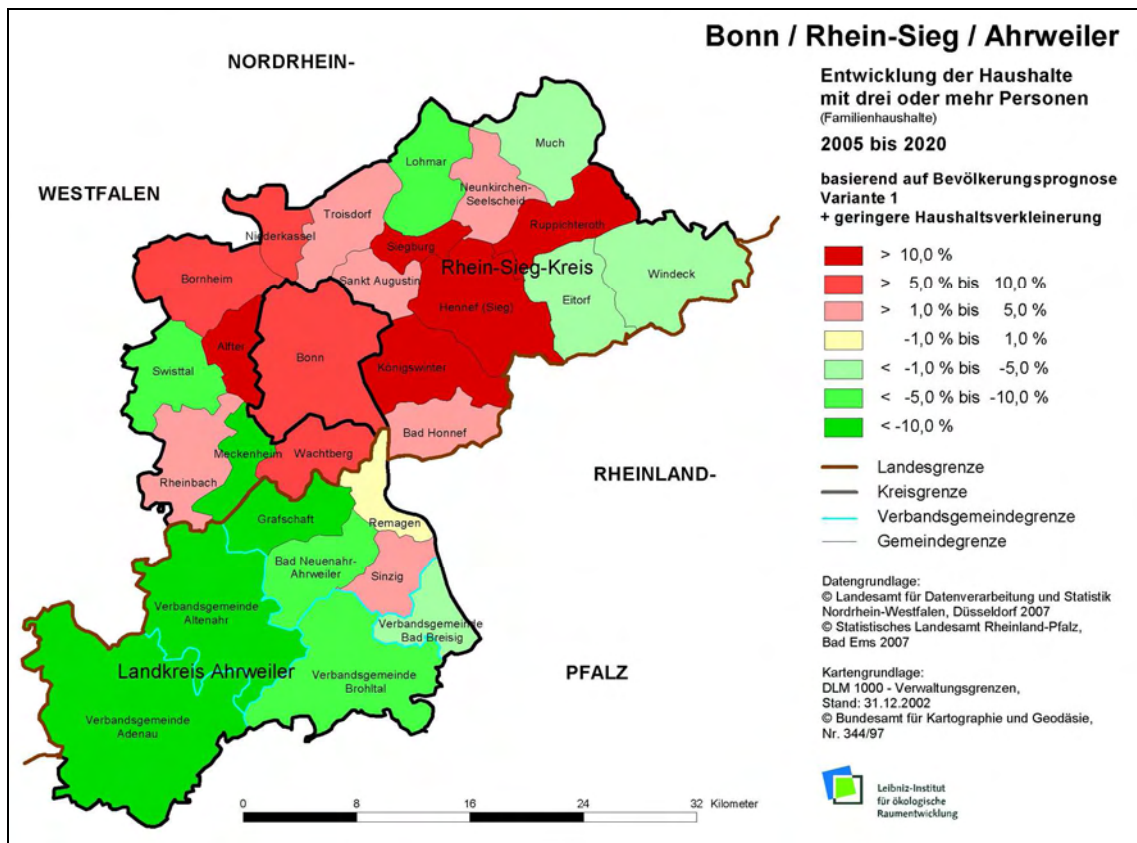 Bonn / Rhein-Sieg / Ahrweiler
Entwicklung der Haushalte
mit drei oder mehr Personen
(Familienhaushalte)
2005 bis 2020
basierend auf Bevölkerungsprognose
Variante 1
+ geringere Haushaltsverkleinerung
> 10,0 %
> 5,0 % bis 10,0 %
> 1,0 % bis 5,0 %
-1,0 % bis 1,0 %
< -1,0 % bis -5,0 %
< -5,0 % bis -10,0 %
< -10,0 %
Landesgrenze
Kreisgrenze
Verbandsgemeindegrenze
Gemeindegrenze
Datengrundlage:
© Landesamt für Datenverarbeitung und Statistik
Nordrhein-Westfalen, Düsseldorf 2007
© Statistisches Landesamt Rheinland-Pfalz,
Bad Ems 2007
Kartengrundlage:
DLM 1000 - Verwaltungsgrenzen,
Stand: 31.12.2002
© Bundesamt für Kartographie und Geodäsie,
Nr. 344/97
Leibniz-Institut
für ökologische
Raumentwicklung
NORDRHEIN-
WESTFALEN
RHEINLAND-
PFALZ
Much
Lohmar
Neunkirchen-
Seelscheid
Troisdorf
Ruppichteroth
Niederkassel
Siegburg
Rhein-Sieg-Kreis
Windeck
Bornheim
Sankt Augustin
Eitorf
Hennef (Sieg)
Alfter
Bonn
Königswinter
Swisttal
Bad Honnef
Meckenheim
Wachtberg
Rheinbach
Grafschaft
Remagen
Bad Neuenahr-
Ahrweiler
Sinzig
Verbandsgemeinde
Altenahr
Verbandsgemeinde
Bad Breisig
Landkreis Ahrweiler
Verbandsgemeinde
Brohltal
Verbandsgemeinde
Adenau
0 8 16 24 32 Kilometer